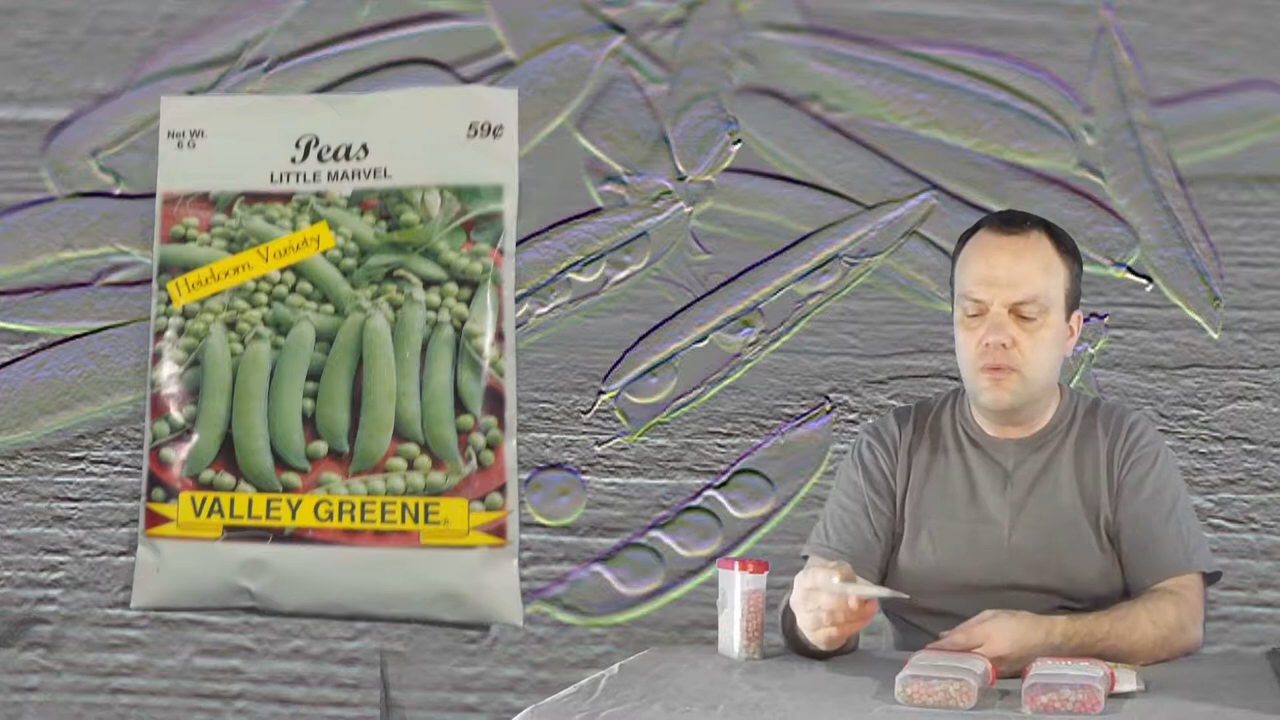 Net Wt.
6 G
59¢
Peas
LITTLE MARVEL
Heirloom Variety
VALLEY GREENE